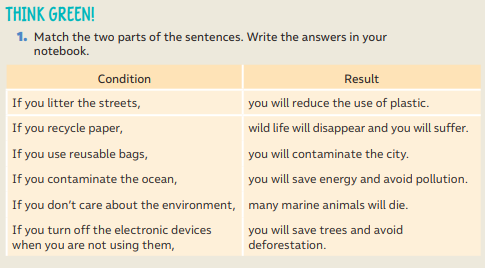 THINK GREEN!
1. Match the two parts of the sentences. Write the answers in your
notebook.
Condition Result
If you litter the streets, you will reduce the use of plastic.
If you recycle paper, wild life will disappear and you will suffer.
If you use reusable bags, you will contaminate the city.
If you contaminate the ocean, you will save energy and avoid pollution.
If you don't care about the environment, many marine animals will die.
If you turn off the electronic devices
when you are not using them,
you will save trees and avoid
deforestation.